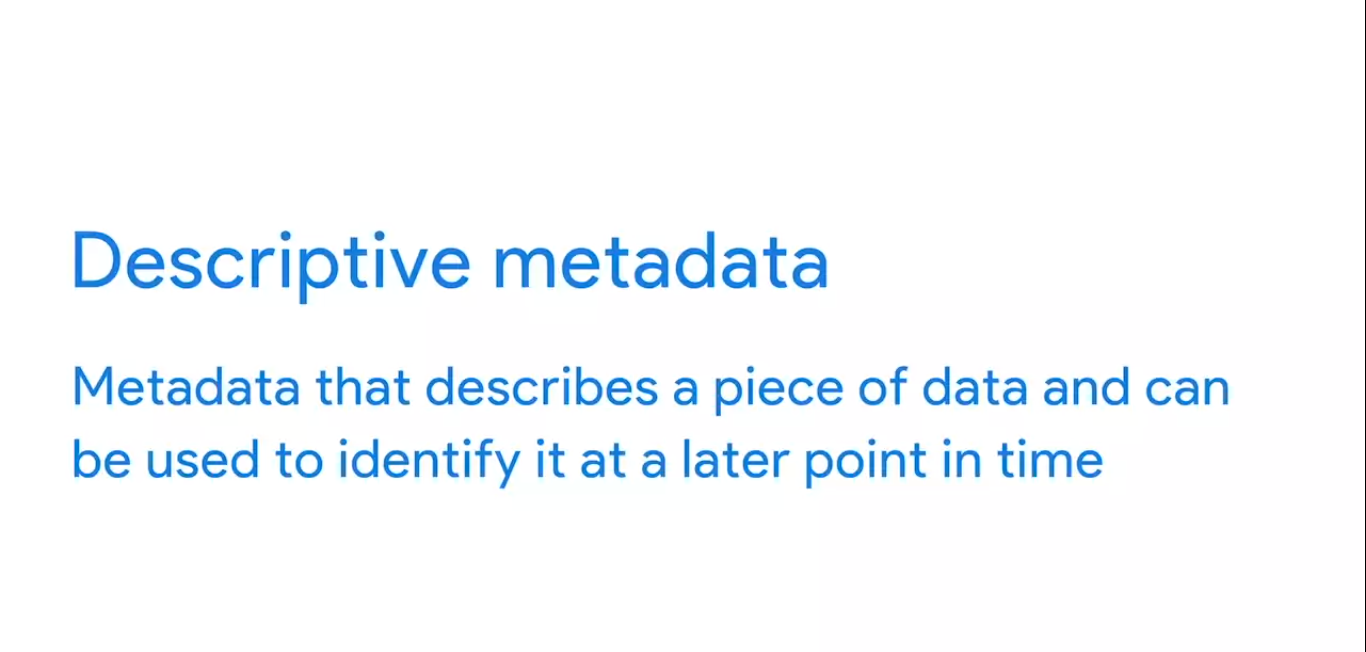 Descriptive metadata
Metadata that describes a piece of data and can
be used to identify it at a later point in time